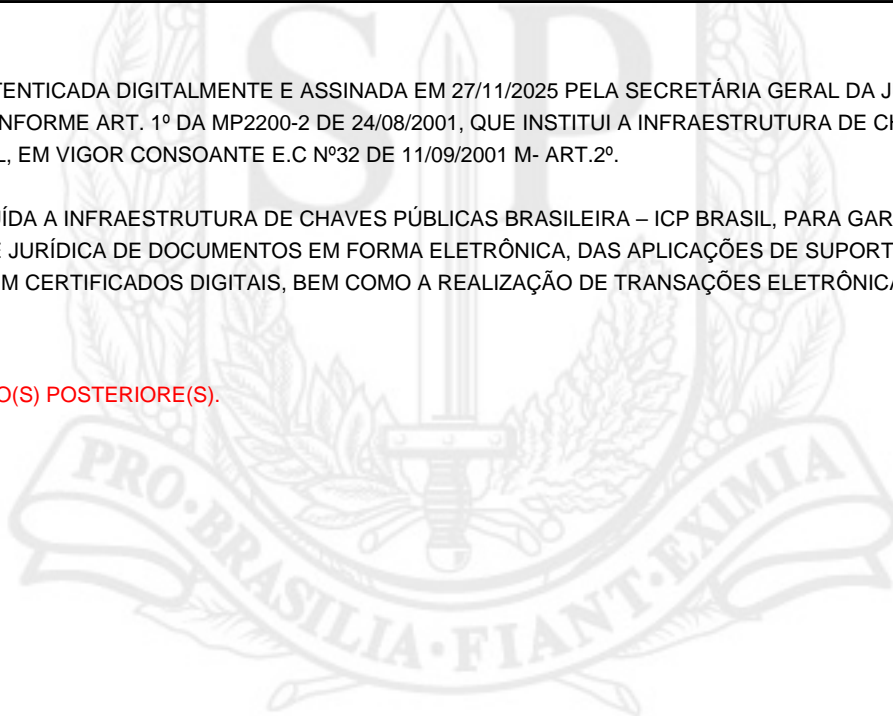 TENTICADA DIGITALMENTE E ASSINADA EM 27/11/2025 PELA SECRETÁRIA GERAL DA J
NFORME ART. 1º DA MP2200-2 DE 24/08/2001, QUE INSTITUI A INFRAESTRUTURA DE CH
L, EM VIGOR CONSOANTE E.C Nº32 DE 11/09/2001 M- ART.2º.
UÍDA A INFRAESTRUTURA DE CHAVES PÚBLICAS BRASILEIRA – ICP BRASIL, PARA GAR
E JURÍDICA DE DOCUMENTOS EM FORMA ELETRÔNICA, DAS APLICAÇÕES DE SUPORT
M CERTIFICADOS DIGITAIS, BEM COMO A REALIZAÇÃO DE TRANSAÇÕES ELETRÔNICA
O(S) POSTERIORE(S).
SP
PRO·BRASILIA·FIANT·EXIMIA